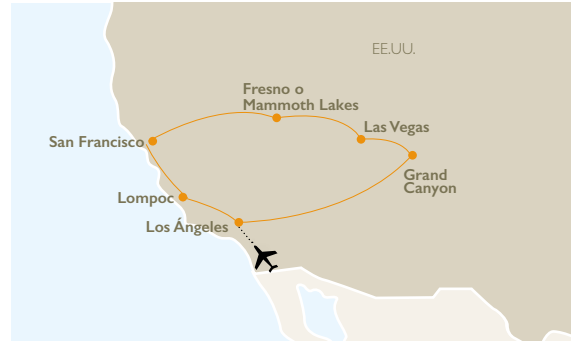 EE.UU.
Fresno o
Mammoth Lakes
Las Vegas
San Francisco
Grand
Canyon
Lompoc
Los Ángeles